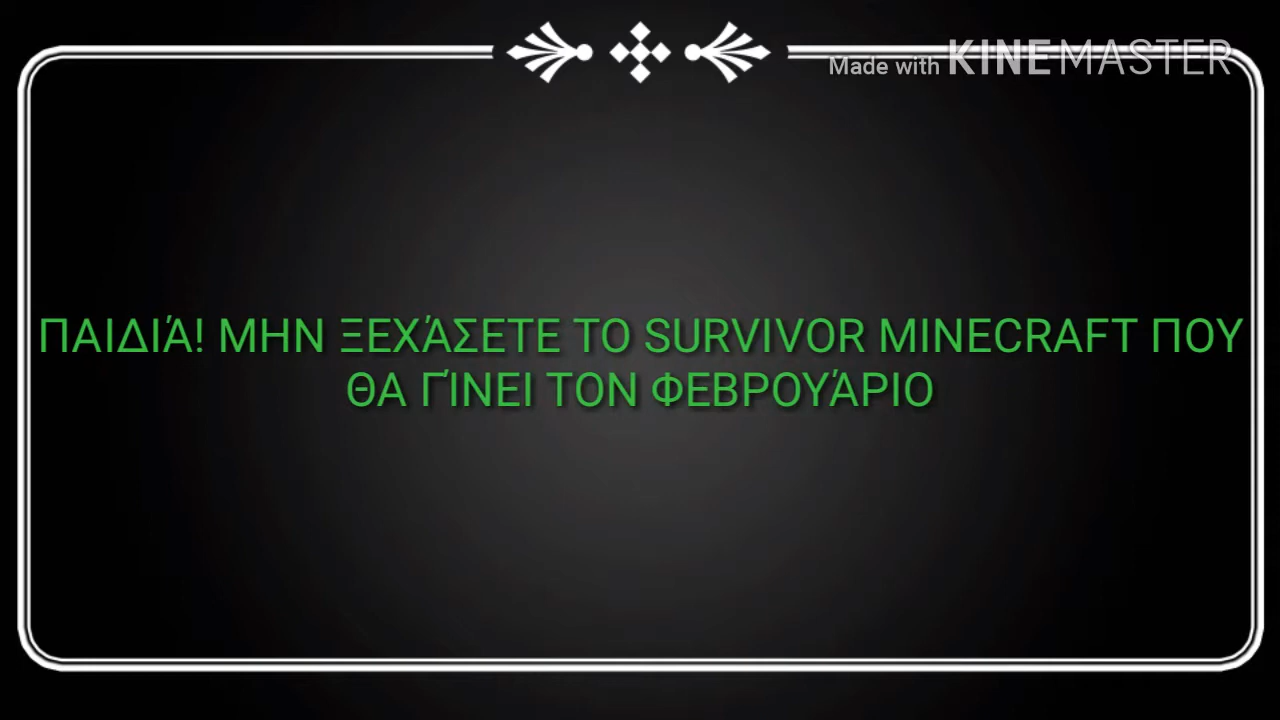 Made with KINEMASTER
ΠΑΙΔΙΆ! ΜΗΝ ΞΕΧΆΣΕΤΕ ΤΟ SURVIVOR MINECRAFT ΠΟΥ
ΘΑ ΓΊΝΕΙ ΤΟΝ ΦΕΒΡΟΥΆΡΙΟ